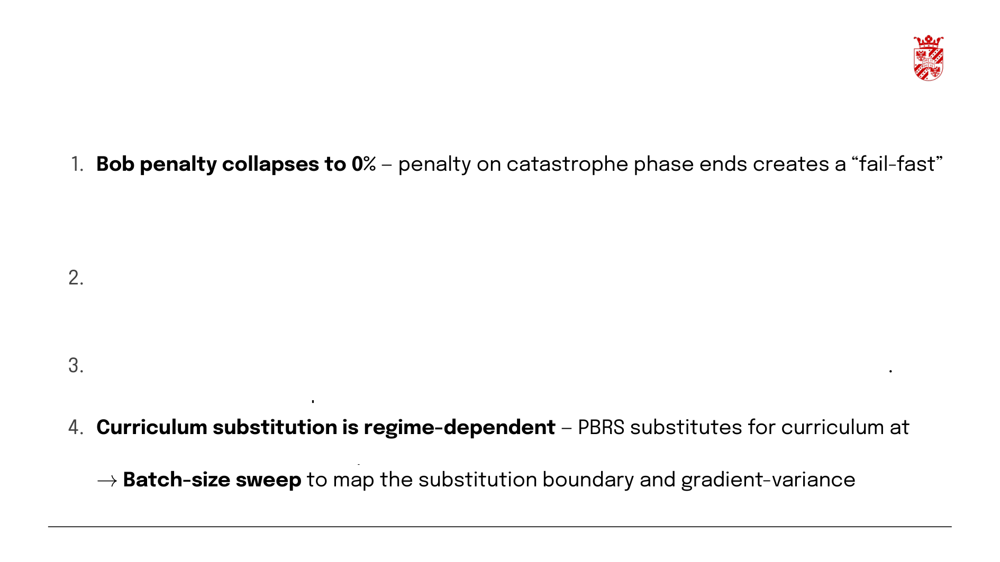 1. Bob penalty collapses to 0% – penalty on catastrophe phase ends creates a “fail-fast”
2.
3.
4. Curriculum substitution is regime-dependent – PBRS substitutes for curriculum at
→ Batch-size sweep to map the substitution boundary and gradient-variance